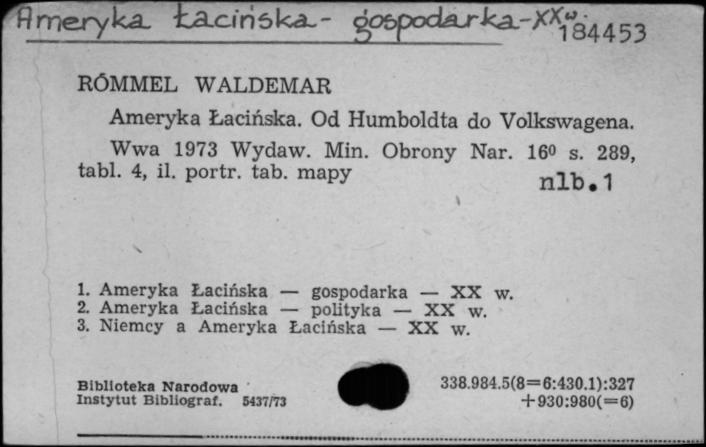 Ameryka Łacińska - gospodarka - XX w.
184453
RÓMMEL WALDEMAR
Ameryka Łacińska. Od Humboldta do Volkswagena.
Wwa 1973 Wydaw. Min. Obrony Nar. 16⁰ s. 289,
tabl. 4, il. portr. tab. mapy
nlb.1
1. Ameryka Łacińska — gospodarka — XX w.
2. Ameryka Łacińska — polityka — XX w.
3. Niemcy a Ameryka Łacińska — XX w.
Biblioteka Narodowa
Instytut Bibliograf. 5437/73
338.984.5(8=6:430.1):327
+930:980(=6)